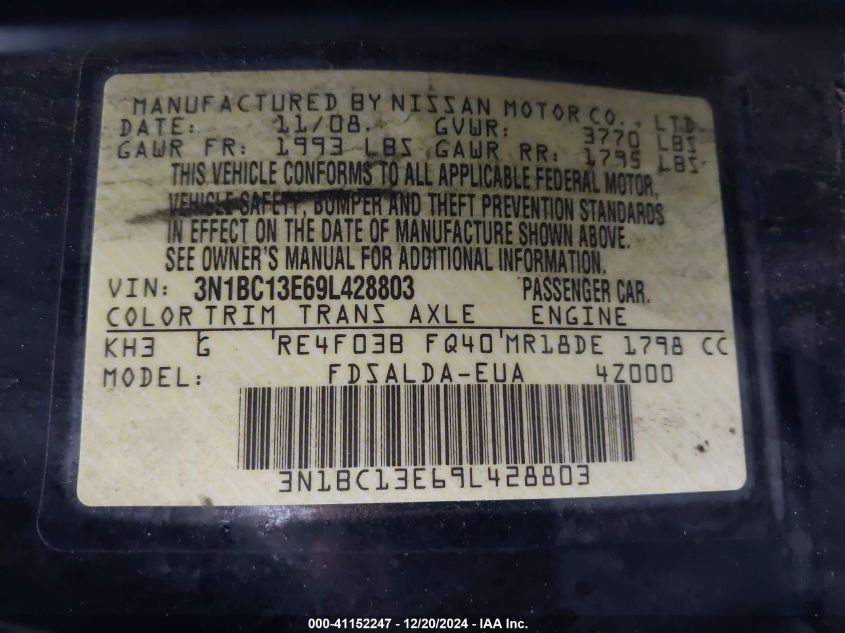 MANUFACTURED BY NISSAN MOTOR CO., LTD.
DATE: 11/08. GVWR: 3770 LBS
GAWR FR: 1993 LBS GAWR RR: 1795 LBS
THIS VEHICLE CONFORMS TO ALL APPLICABLE FEDERAL MOTOR,
VEHICLE SAFETY, BUMPER AND THEFT PREVENTION STANDARDS
IN EFFECT ON THE DATE OF MANUFACTURE SHOWN ABOVE.
SEE OWNER'S MANUAL FOR ADDITIONAL INFORMATION.
VIN: 3N1BC13E69L428803 PASSENGER CAR.
COLOR TRIM TRANS AXLE ENGINE
KH3 G RE4F03B FQ40 MR18DE 1798 CC
MODEL: FDSALDA-EUA 4Z000
3N1BC13E69L428803
000-41152247 - 12/20/2024 - IAA Inc.